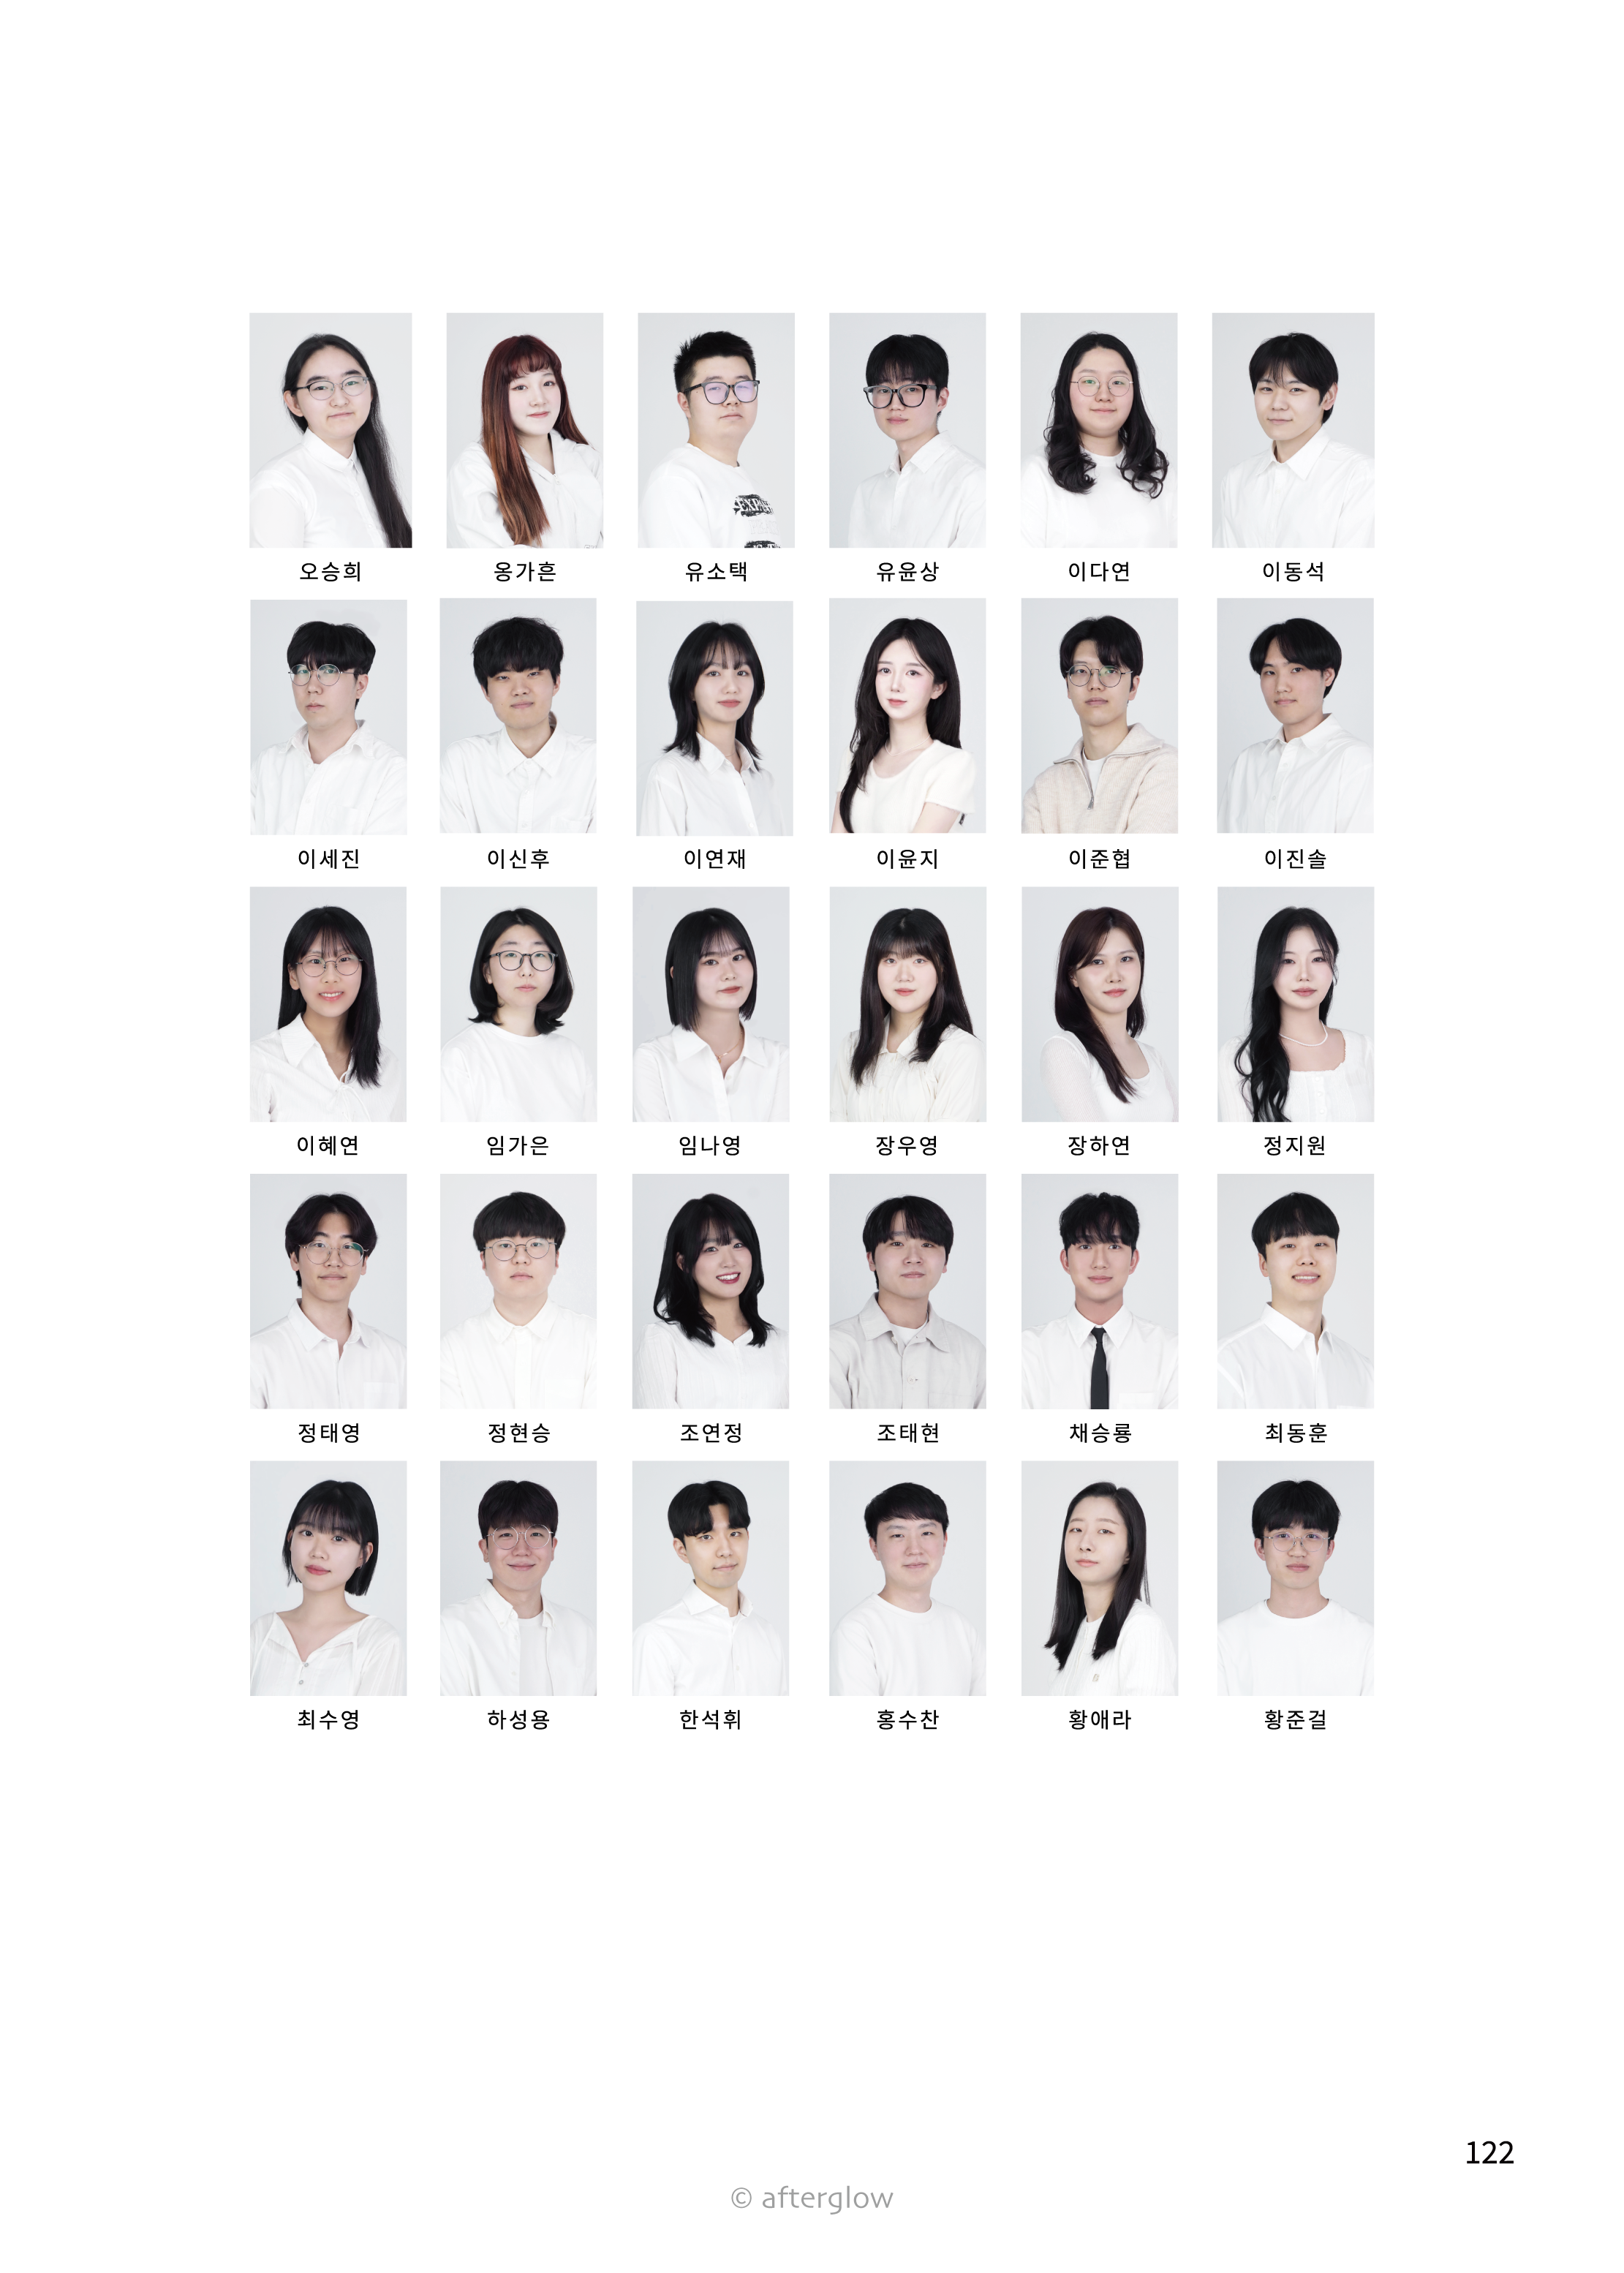 오승희 옹가흔 유소택 유윤상 이다연 이동석
이세진 이신후 이연재 이윤지 이준협 이진솔
이혜연 임가은 임나영 장우영 장하연 정지원
정태영 정현승 조연정 조태현 채승룡 최동훈
최수영 하성용 한석휘 홍수찬 황애라 황준걸
122
© afterglow